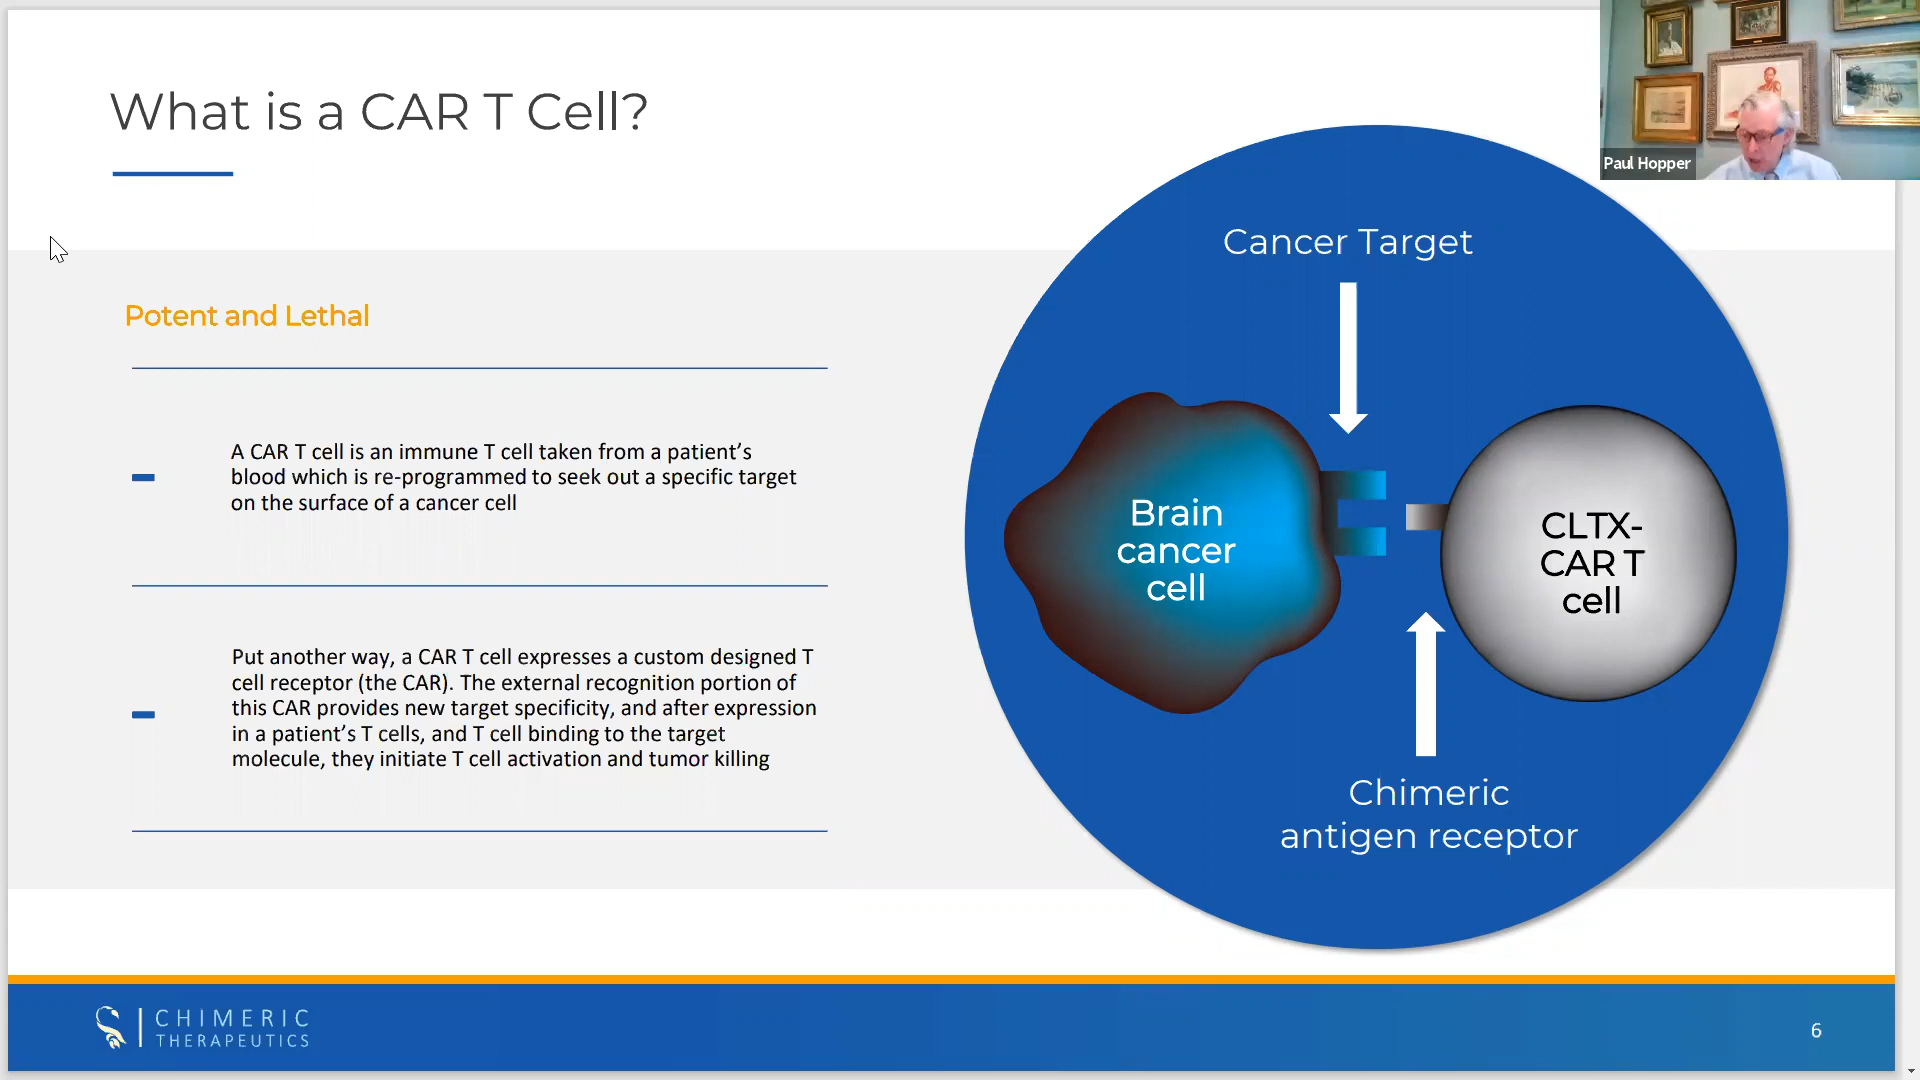 What is a CAR T Cell?
Paul Hopper
Potent and Lethal
A CAR T cell is an immune T cell taken from a patient’s
blood which is re-programmed to seek out a specific target
on the surface of a cancer cell
Put another way, a CAR T cell expresses a custom designed T
cell receptor (the CAR). The external recognition portion of
this CAR provides new target specificity, and after expression
in a patient’s T cells, and T cell binding to the target
molecule, they initiate T cell activation and tumor killing
Cancer Target
Brain
cancer
cell
CLTX-
CAR T
cell
Chimeric
antigen receptor
CHIMERIC
THERAPEUTICS
6